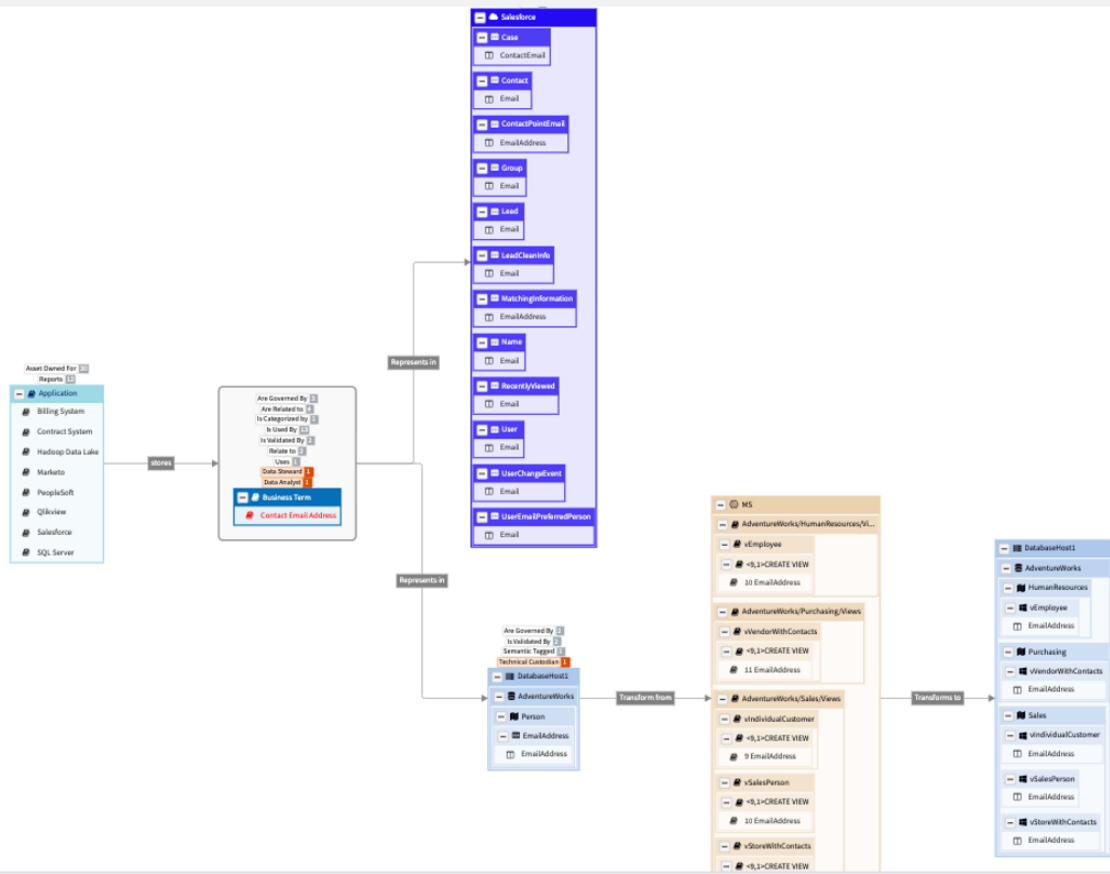 Salesforce
Case
ContactEmail
Contact
Email
ContactPointEmail
EmailAddress
Group
Email
Lead
Email
LeadCleanInfo
Email
MatchingInformation
EmailAddress
Name
Email
RecentlyViewed
Email
User
Email
UserChangeEvent
Email
UserEmailPreferredPerson
Email
Represents in
Asset Owned For
Reports 12
Application
Billing System
Contract System
Hadoop Data Lake
Marketo
PeopleSoft
Qlikview
Salesforce
SQL Server
stores
Are Governed By
Are Related to
Is Categorized by
Is Used By 13
Is Validated By
Relate to
Uses
Data Steward 1
Data Analyst 1
Business Term
Contact Email Address
Represents in
Are Governed By
Is Validated By
Semantic Tagged
Technical Custodian 1
DatabaseHost1
AdventureWorks
Person
EmailAddress
EmailAddress
Transform from
MS
AdventureWorks/HumanResources/Vi...
vEmployee
<9,1>CREATE VIEW
10 EmailAddress
AdventureWorks/Purchasing/Views
vVendorWithContacts
<9,1>CREATE VIEW
11 EmailAddress
AdventureWorks/Sales/Views
vIndividualCustomer
<9,1>CREATE VIEW
9 EmailAddress
vSalesPerson
<9,1>CREATE VIEW
10 EmailAddress
vStoreWithContacts
<9,1>CREATE VIEW
Transforms to
DatabaseHost1
AdventureWorks
HumanResources
vEmployee
EmailAddress
Purchasing
vVendorWithContacts
EmailAddress
Sales
vIndividualCustomer
EmailAddress
vSalesPerson
EmailAddress
vStoreWithContacts
EmailAddress